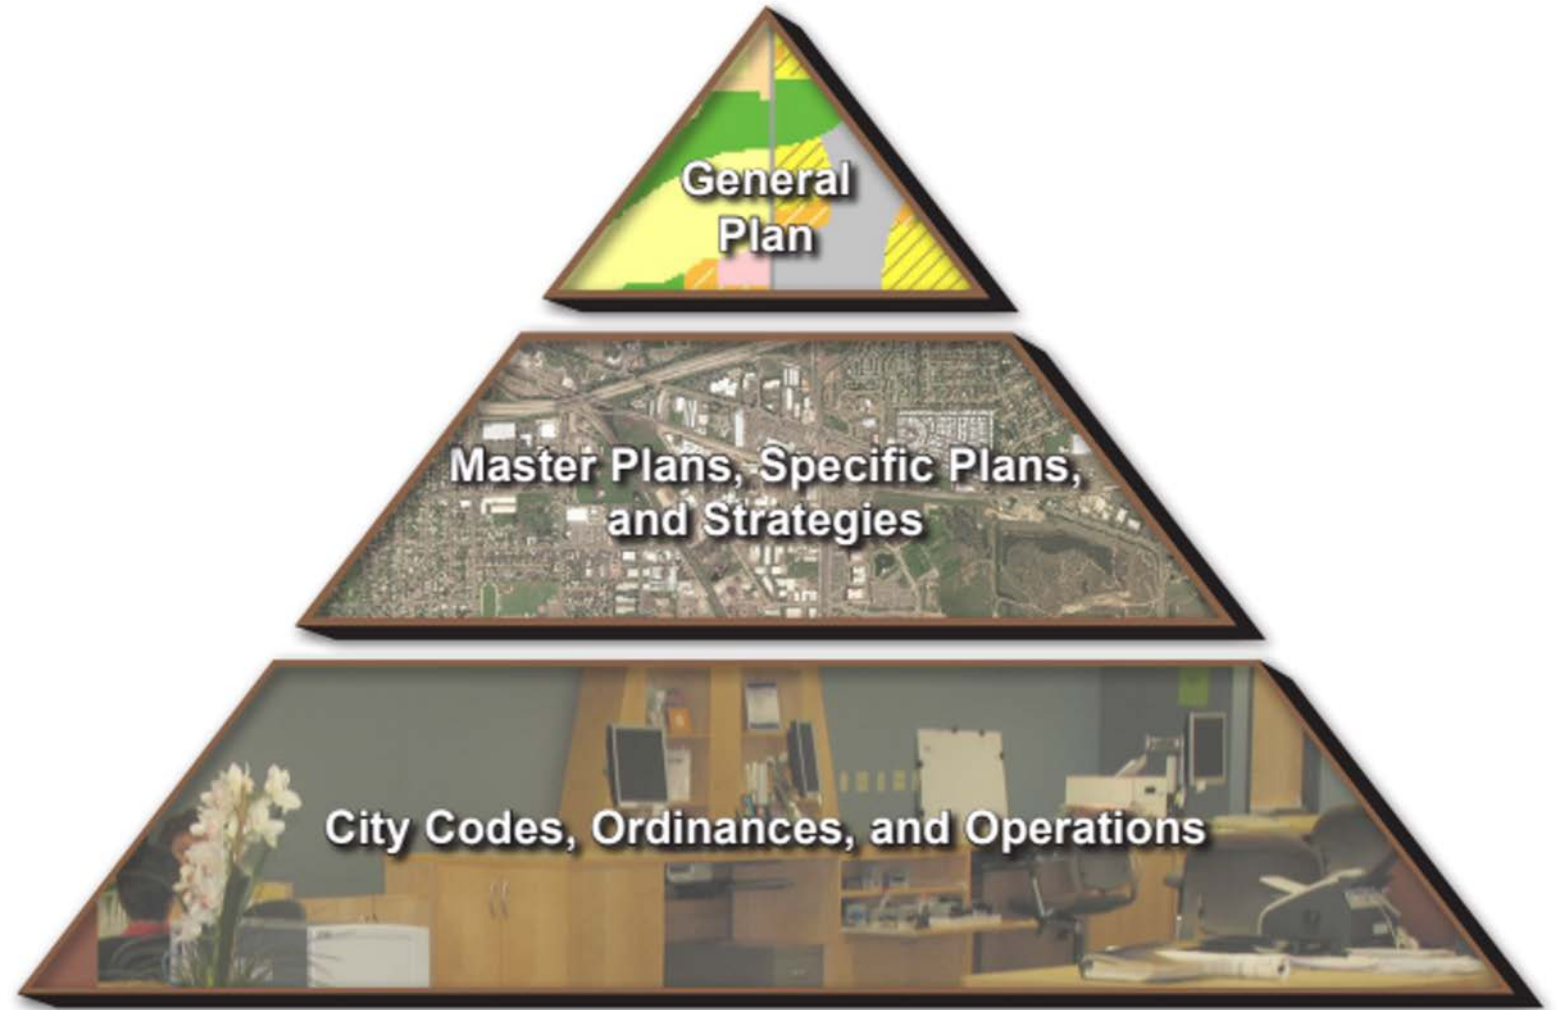 General
Plan
Master Plans, Specific Plans,
and Strategies
City Codes, Ordinances, and Operations